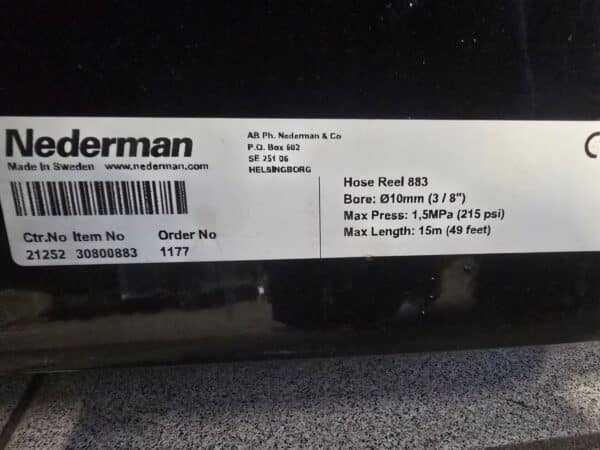 Nederman
Made In Sweden www.nederman.com
AB Ph. Nederman & Co
P.O. Box 602
SE 251 06
HELSINGBORG
Ctr.No Item No Order No
21252 30800883 1177
Hose Reel 883
Bore: Ø10mm (3 / 8")
Max Press: 1,5MPa (215 psi)
Max Length: 15m (49 feet)